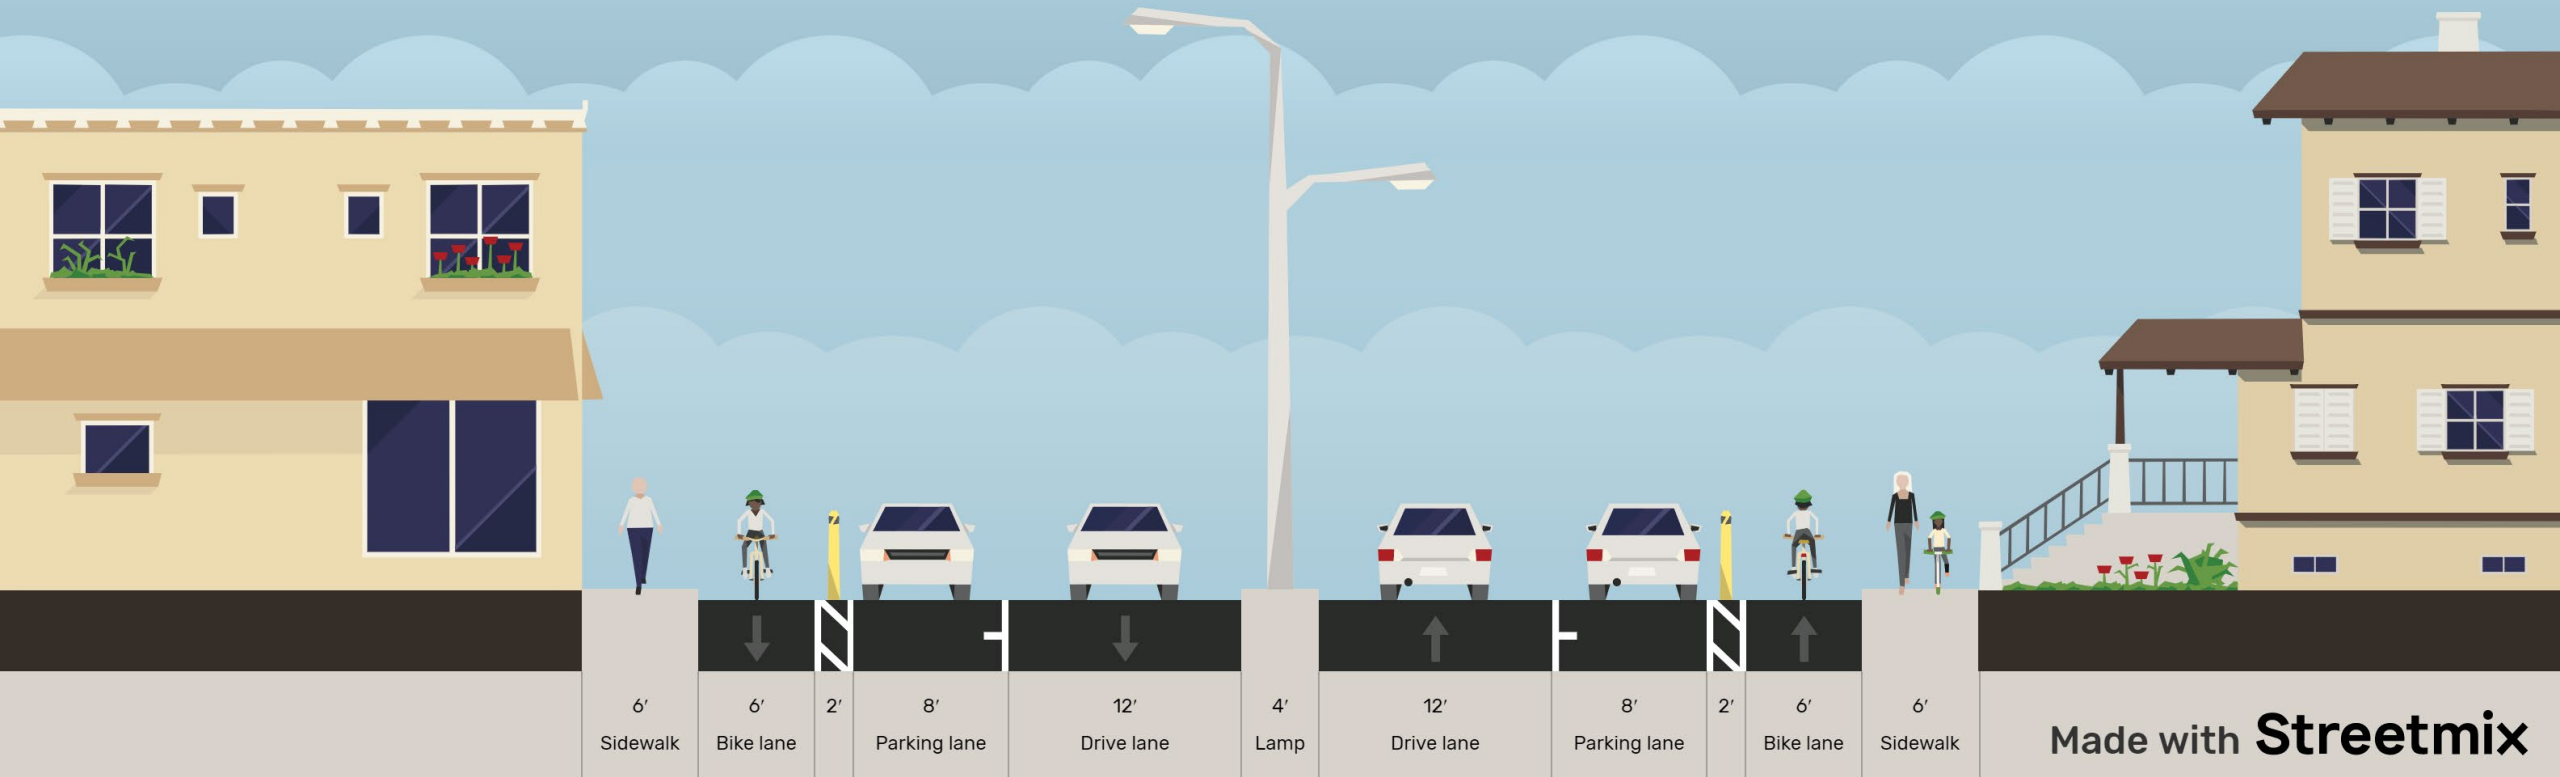 6′
6′
2′
8′
12′
4′
12′
8′
2′
6′
6′
Sidewalk
Bike lane
Parking lane
Drive lane
Lamp
Drive lane
Parking lane
Bike lane
Sidewalk
Made with Streetmix